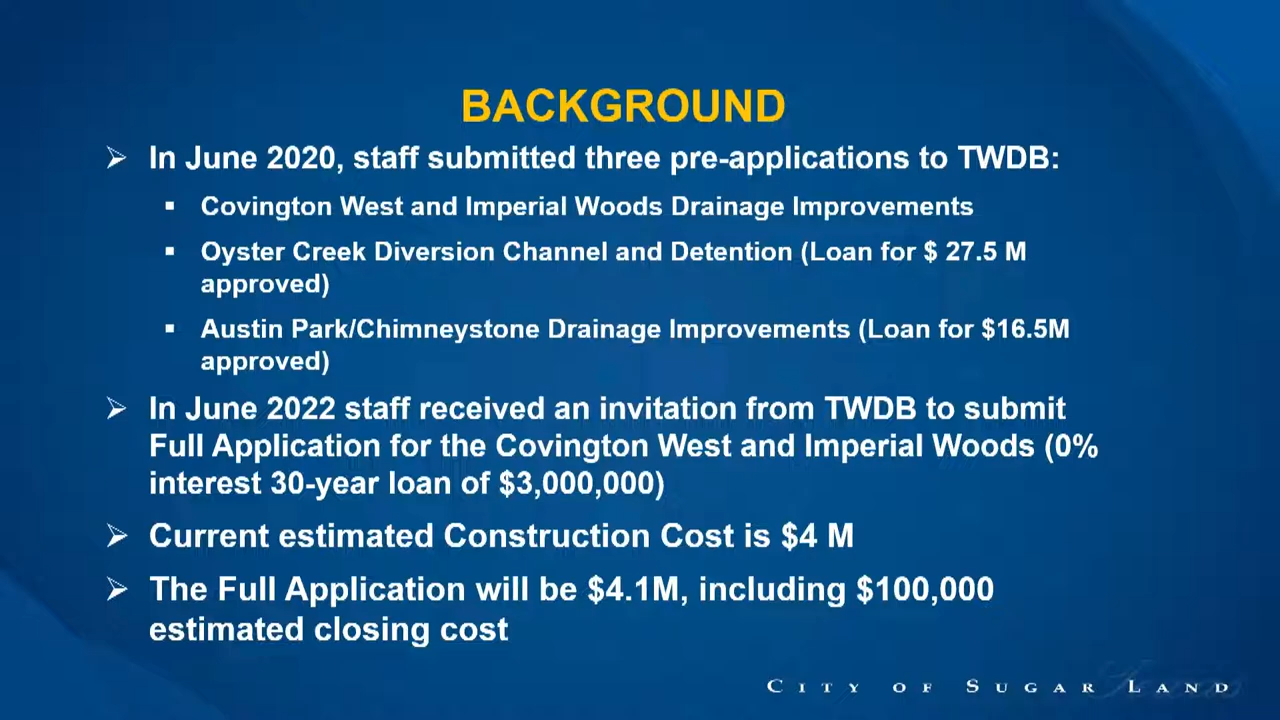 BACKGROUND
➢ In June 2020, staff submitted three pre-applications to TWDB:
▪ Covington West and Imperial Woods Drainage Improvements
▪ Oyster Creek Diversion Channel and Detention (Loan for $ 27.5 M
approved)
▪ Austin Park/Chimneystone Drainage Improvements (Loan for $16.5M
approved)
➢ In June 2022 staff received an invitation from TWDB to submit
Full Application for the Covington West and Imperial Woods (0%
interest 30-year loan of $3,000,000)
➢ Current estimated Construction Cost is $4 M
➢ The Full Application will be $4.1M, including $100,000
estimated closing cost
CITY OF SUGAR LAND